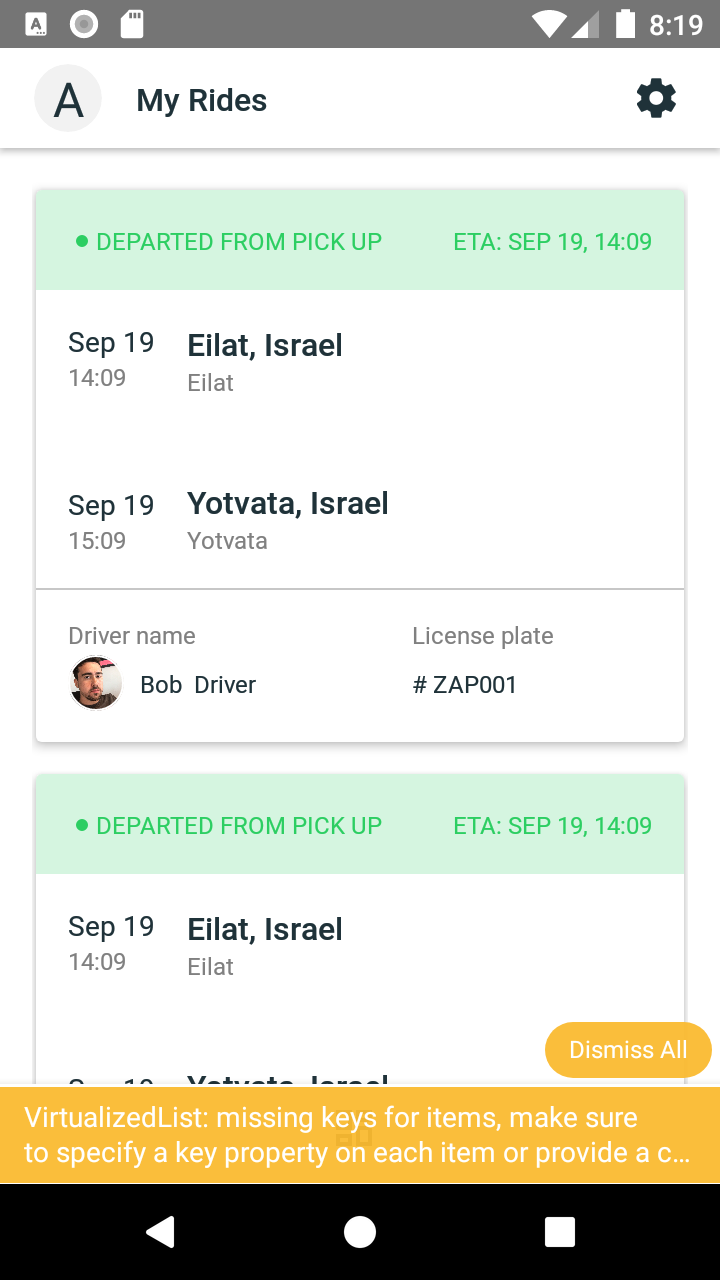 8:19
A My Rides
DEPARTED FROM PICK UP ETA: SEP 19, 14:09
Sep 19 Eilat, Israel
14:09 Eilat
Sep 19 Yotvata, Israel
15:09 Yotvata
Driver name License plate
Bob Driver # ZAP001
DEPARTED FROM PICK UP ETA: SEP 19, 14:09
Sep 19 Eilat, Israel
14:09 Eilat
Dismiss All
Sep 19 Yotvata, Israel
VirtualizedList: missing keys for items, make sure
to specify a key property on each item or provide a c...